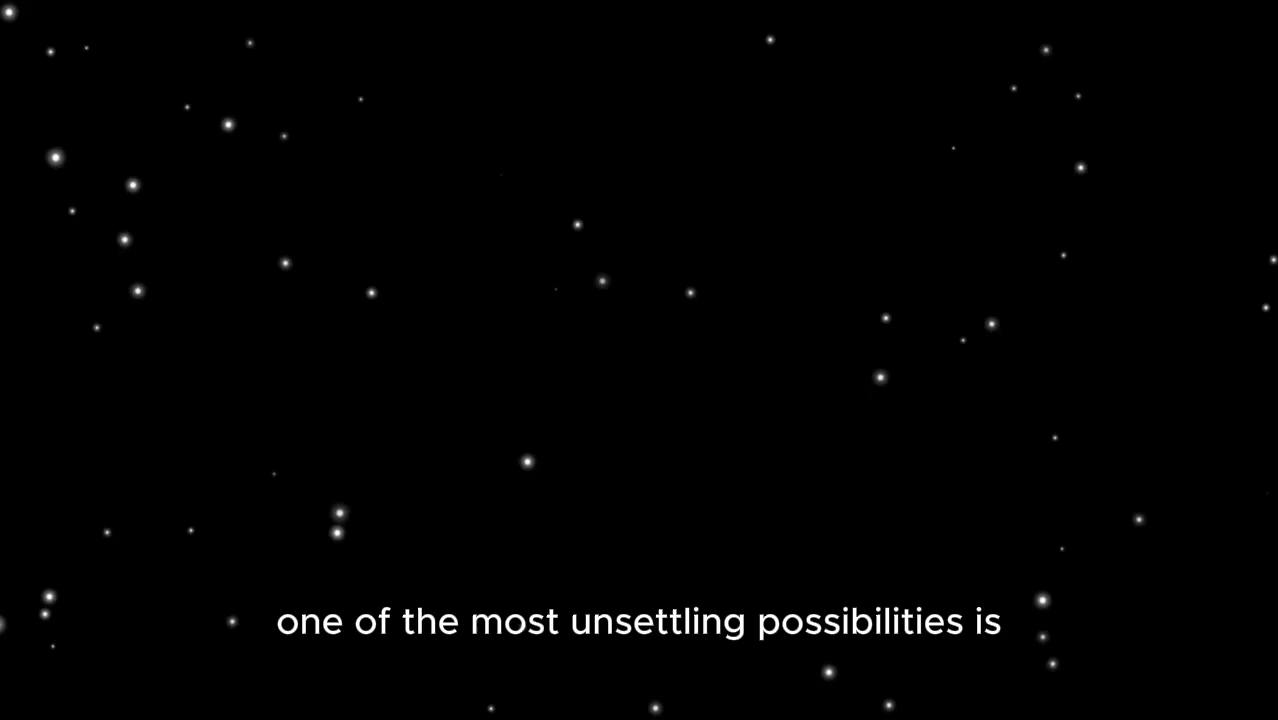 one of the most unsettling possibilities is